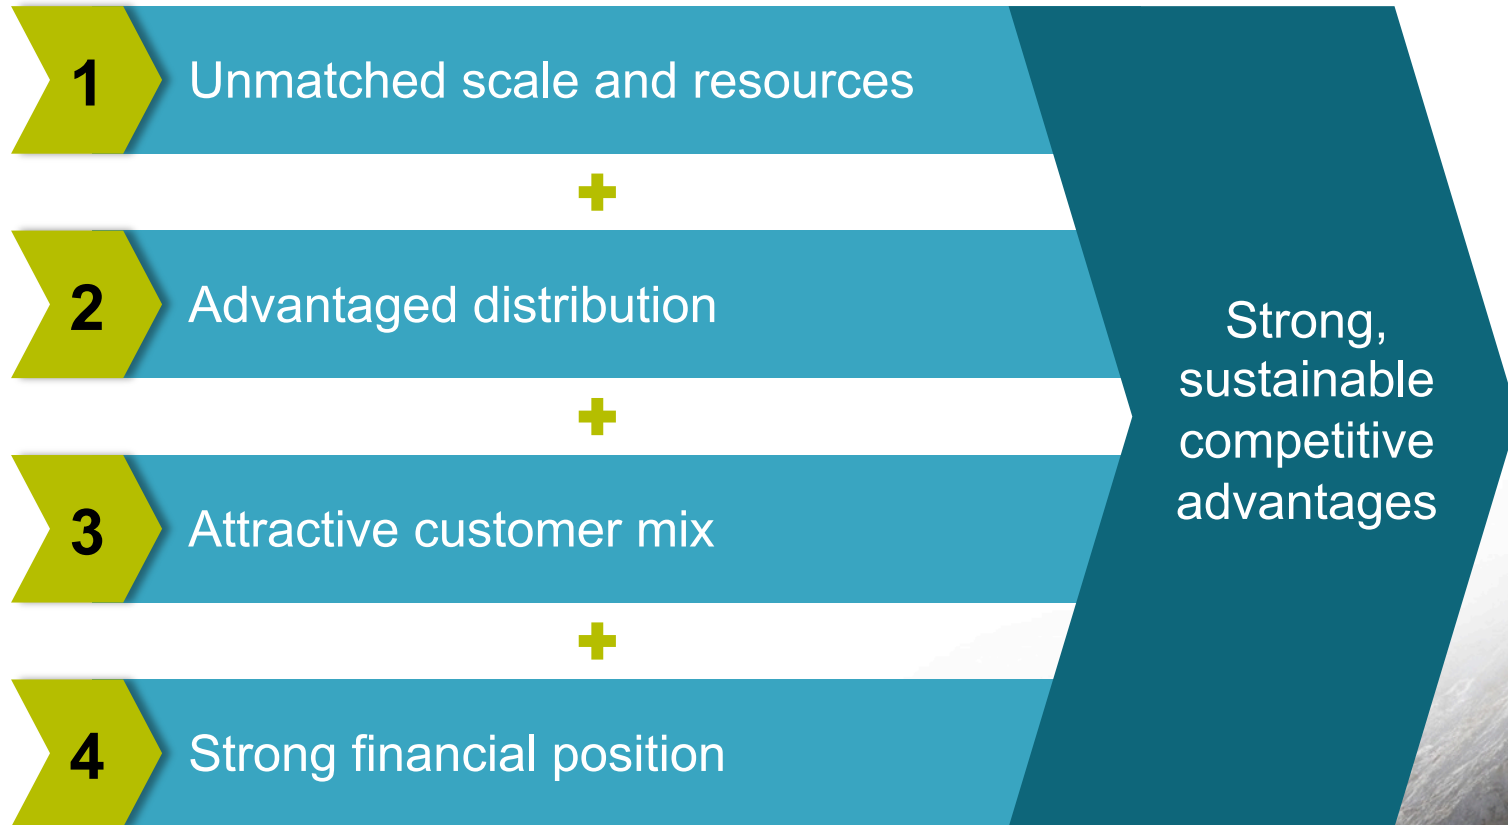 1 Unmatched scale and resources
2 Advantaged distribution
3 Attractive customer mix
4 Strong financial position
Strong,
sustainable
competitive
advantages